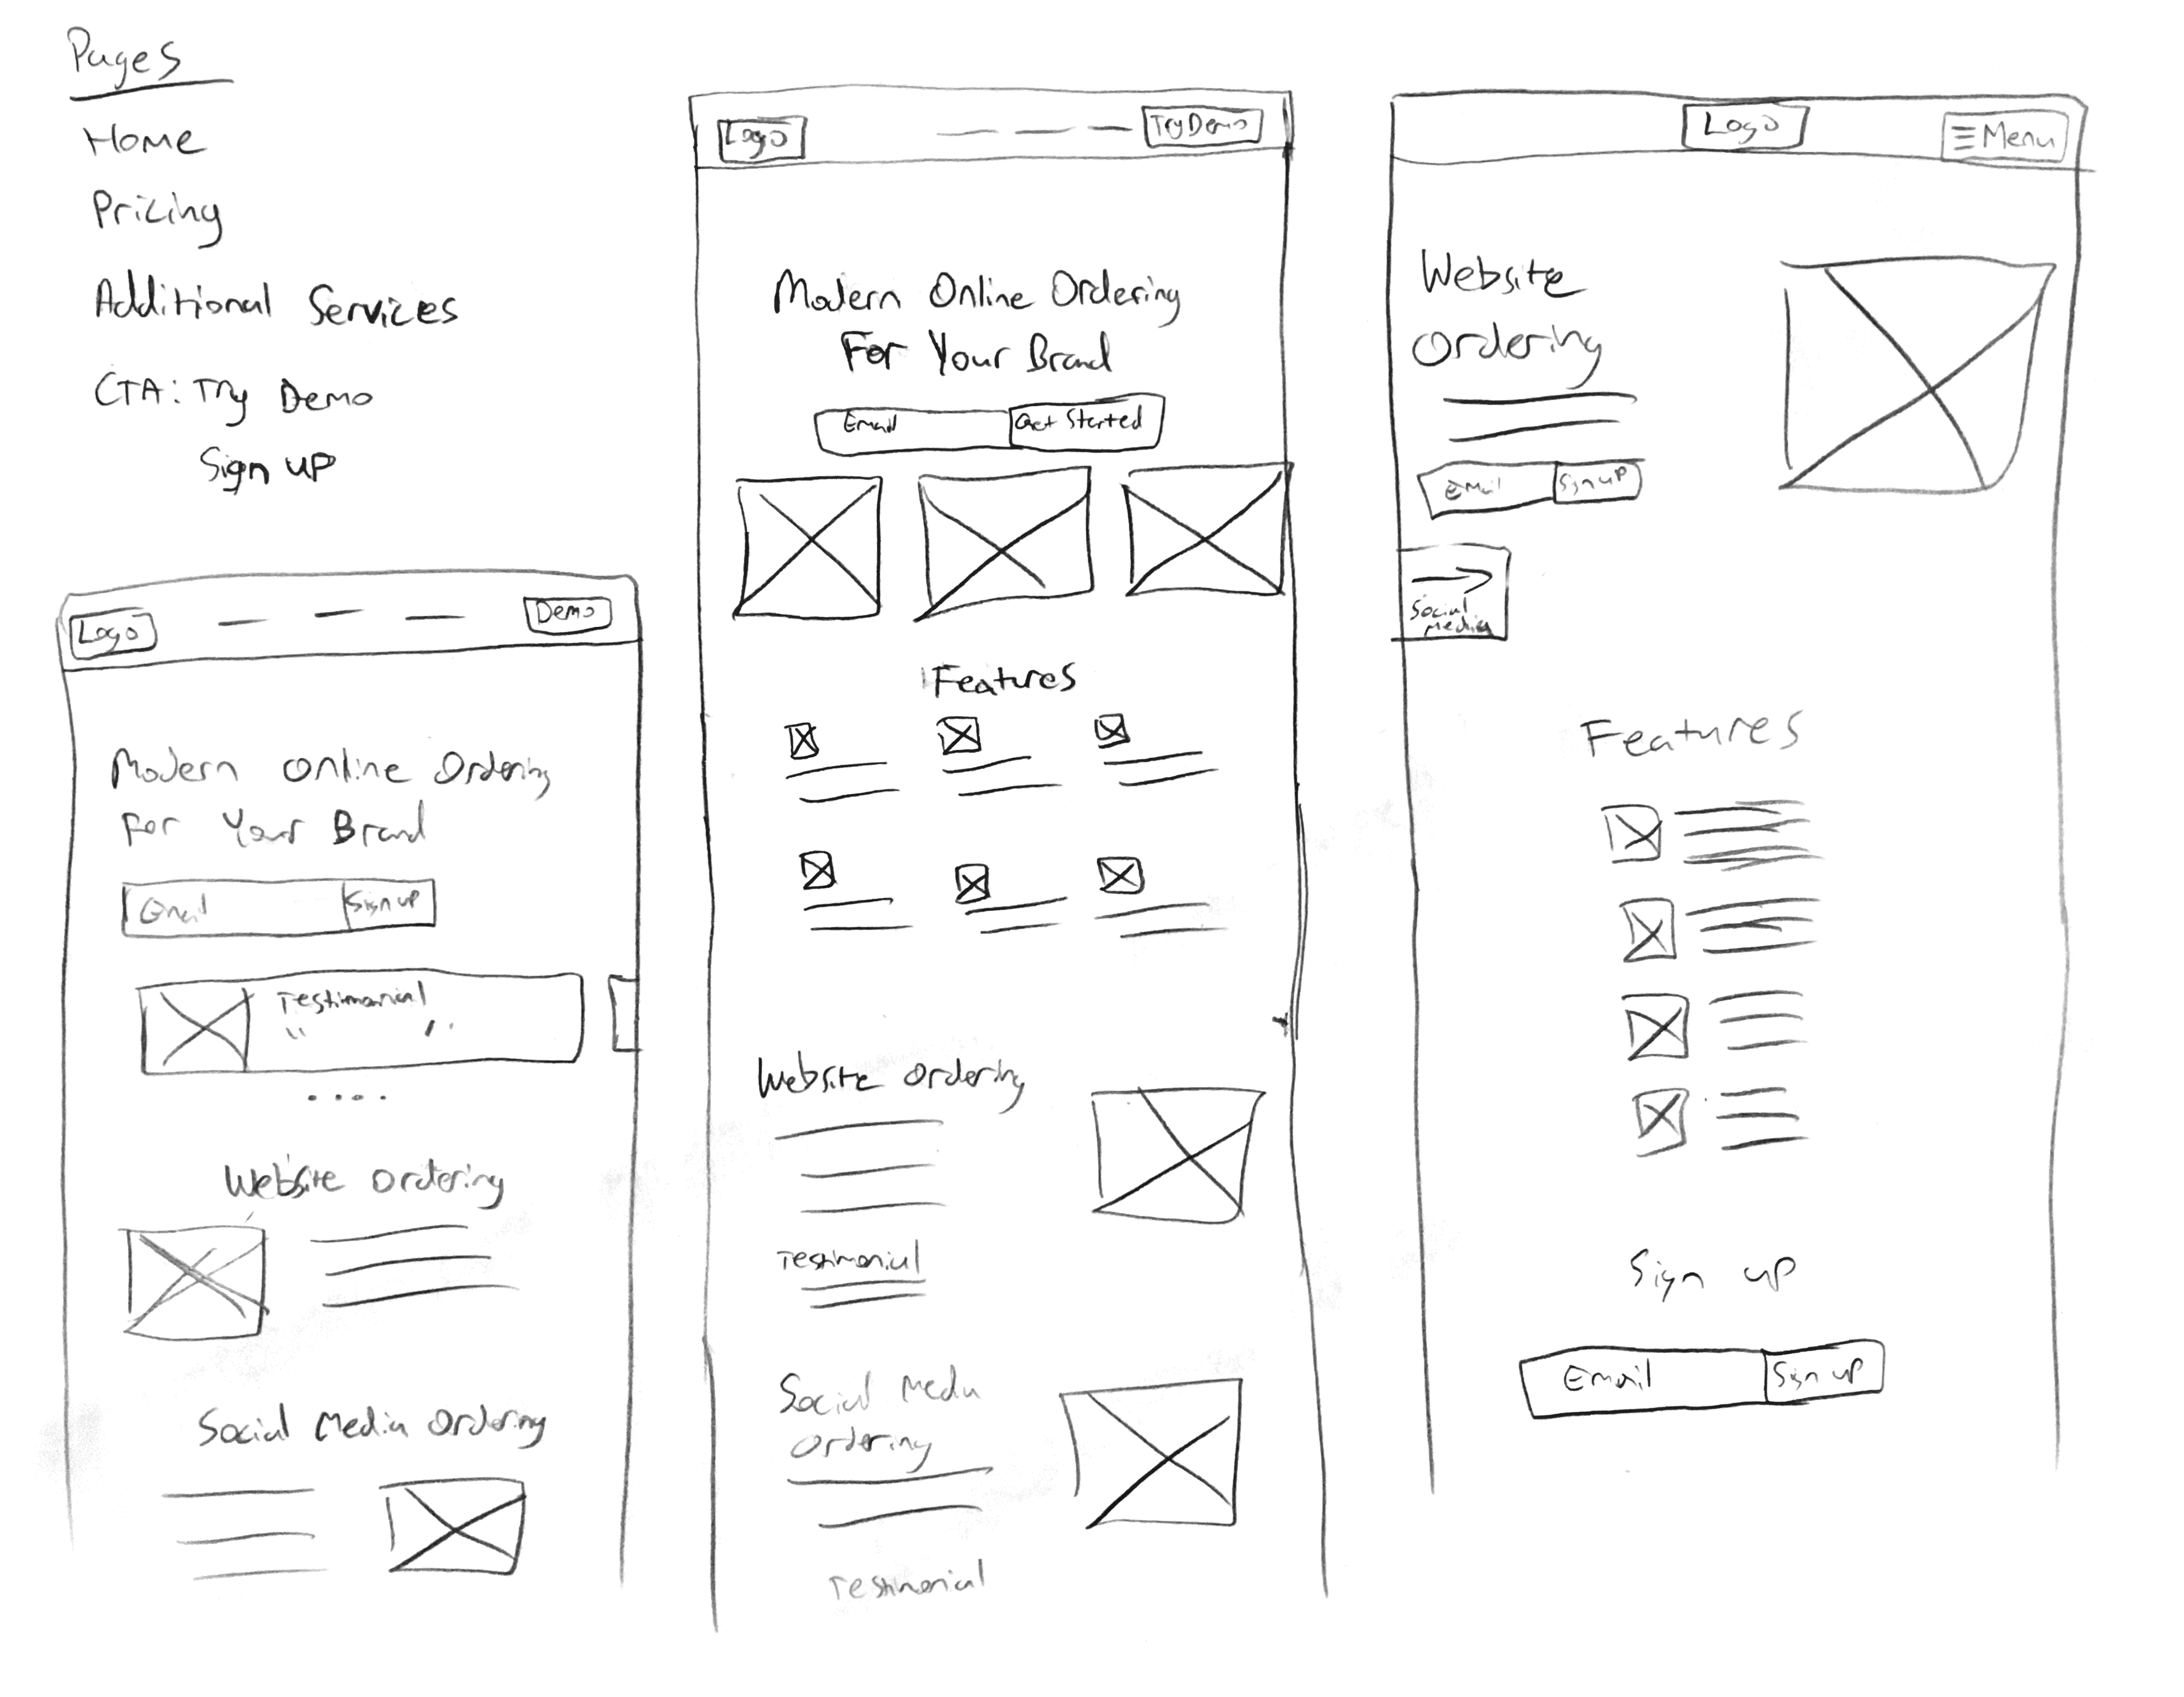 Pages
Home
Pricing
Additional Services
CTA: Try Demo
Sign up
Logo
Demo
Modern Online Ordering
For Your Brand
Email
Sign up
Testimonial
"
"
Website Ordering
Social Media Ordering
Logo
Try Demo
Modern Online Ordering
For Your Brand
Email
Get Started
Features
Website Ordering
Testimonial
Social Media
Ordering
Testimonial
Logo
Menu
Website
Ordering
Email
Sign up
Social
Media
Features
Sign up
Email
Sign up